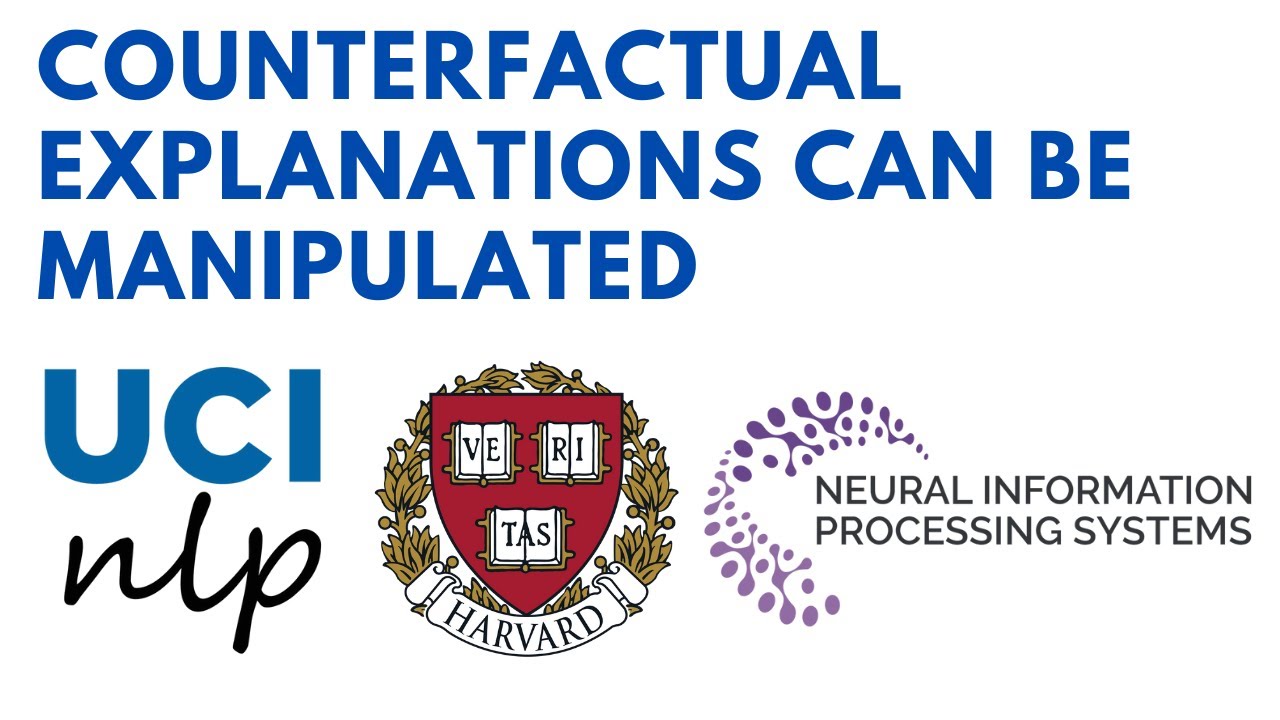 COUNTERFACTUAL
EXPLANATIONS CAN BE
MANIPULATED
UCI
nlp
VE RI
TAS
HARVARD
NEURAL INFORMATION
PROCESSING SYSTEMS